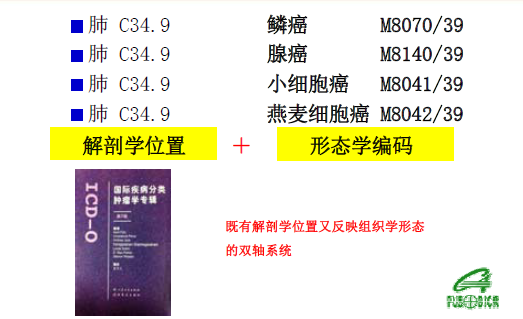 肺 C34.9 鳞癌 M8070/39
肺 C34.9 腺癌 M8140/39
肺 C34.9 小细胞癌 M8041/39
肺 C34.9 燕麦细胞癌 M8042/39
解剖学位置 + 形态学编码
ICD-O
国际疾病分类
肿瘤学专辑
既有解剖学位置又反映组织学形态
的双轴系统